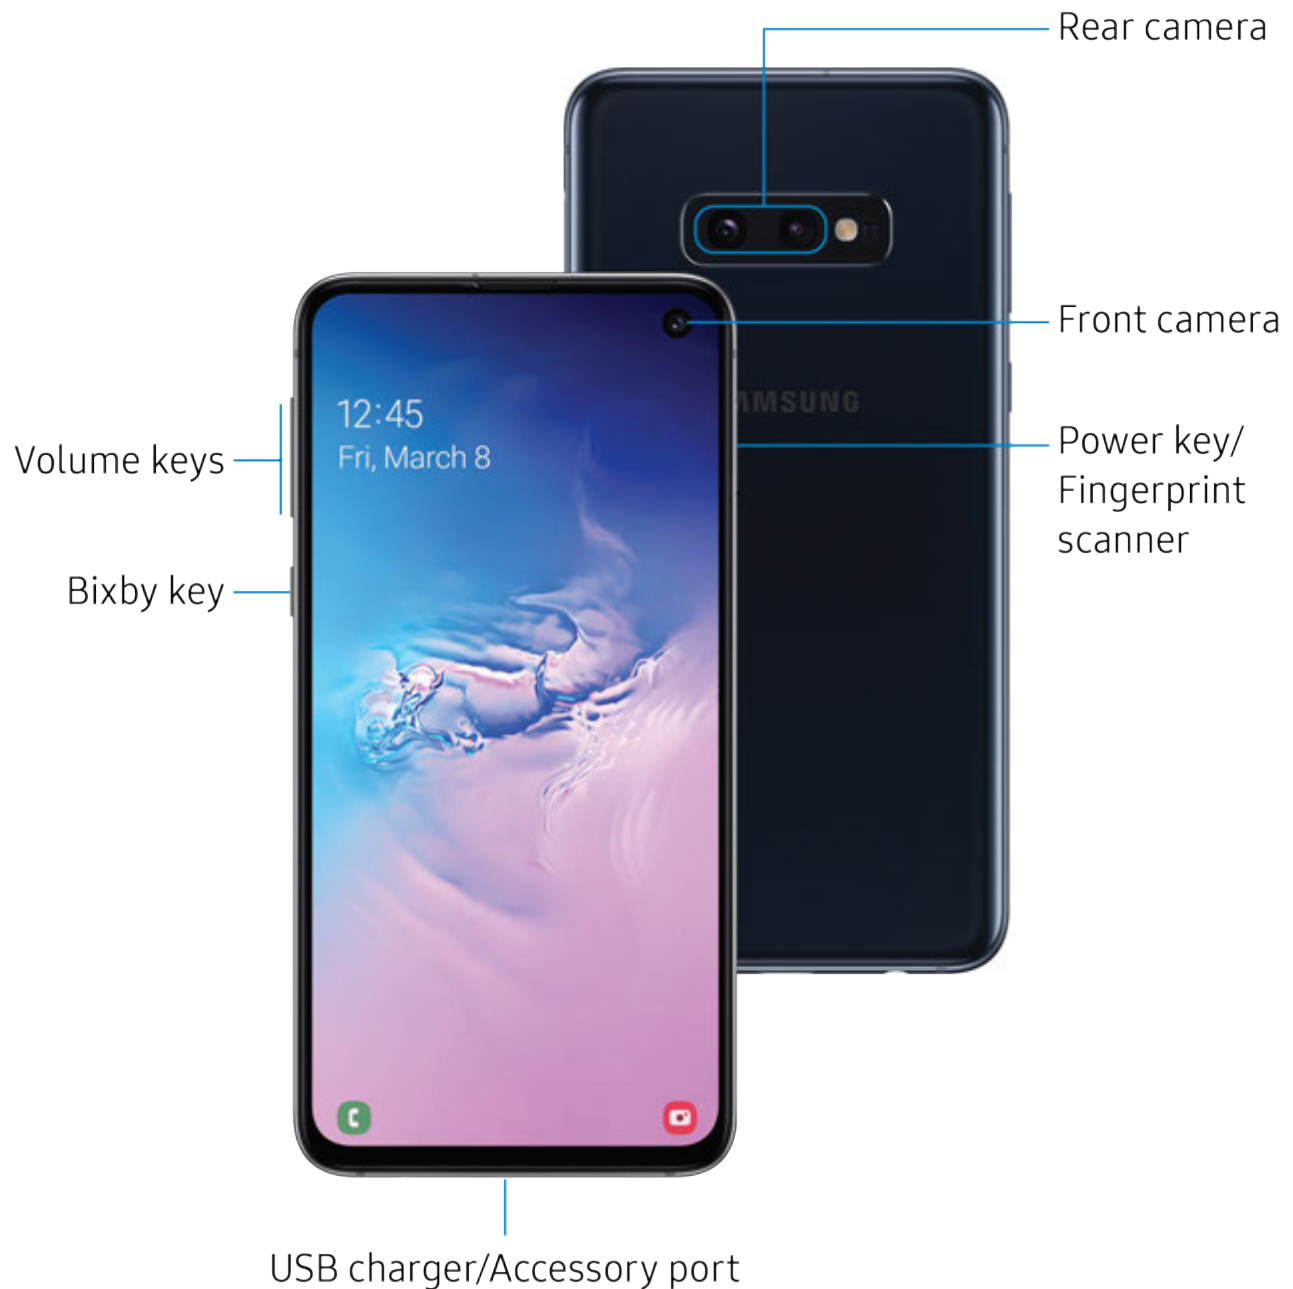 Rear camera
Front camera
12:45
Fri, March 8
AMSUNG
Power key/
Fingerprint
scanner
Volume keys
Bixby key
USB charger/Accessory port